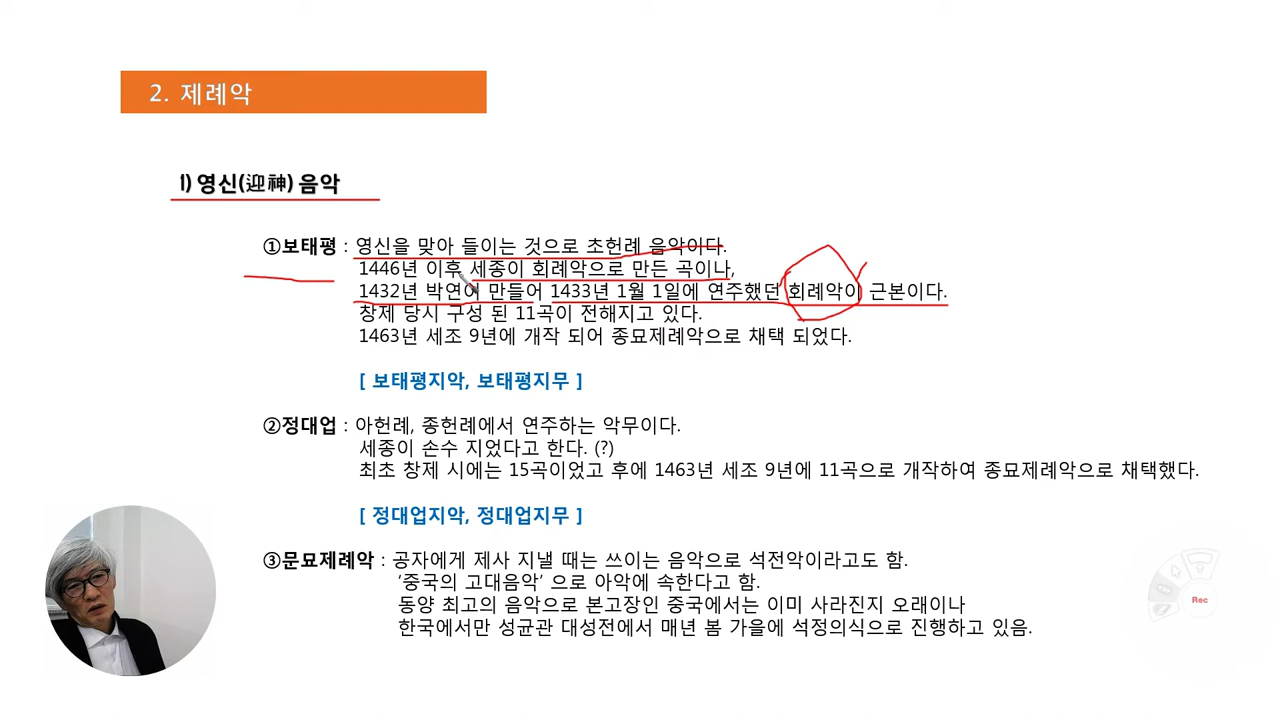 2. 제례악
1) 영신(迎神) 음악
①보태평 : 영신을 맞아 들이는 것으로 초헌례 음악이다.
1446년 이후 세종이 회례악으로 만든 곡이나,
1432년 박연이 만들어 1433년 1월 1일에 연주했던 회례악이 근본이다.
창제 당시 구성 된 11곡이 전해지고 있다.
1463년 세조 9년에 개작 되어 종묘제례악으로 채택 되었다.
[ 보태평지악, 보태평지무 ]
②정대업 : 아헌례, 종헌례에서 연주하는 악무이다.
세종이 손수 지었다고 한다. (?)
최초 창제 시에는 15곡이었고 후에 1463년 세조 9년에 11곡으로 개작하여 종묘제례악으로 채택했다.
[ 정대업지악, 정대업지무 ]
③문묘제례악 : 공자에게 제사 지낼 때는 쓰이는 음악으로 석전악이라고도 함.
‘중국의 고대음악’ 으로 아악에 속한다고 함.
동양 최고의 음악으로 본고장인 중국에서는 이미 사라진지 오래이나
한국에서만 성균관 대성전에서 매년 봄 가을에 석정의식으로 진행하고 있음.
Rec